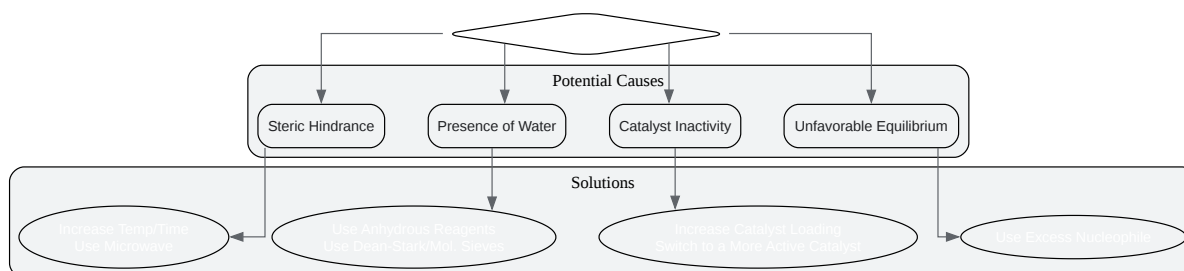 Potential Causes
Steric Hindrance
Presence of Water
Catalyst Inactivity
Unfavorable Equilibrium
Solutions
Increase Temp/Time
Use Microwave
Use Anhydrous Reagents
Use Dean-Stark/Mol. Sieves
Increase Catalyst Loading
Switch to a More Active Catalyst
Use Excess Nucleophile